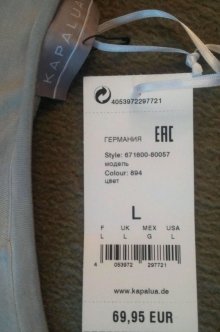 KAPALUA
4053972297721
ГЕРМАНИЯ EAC
Style: 671600-80057
модель
Colour: 894
цвет
L
F UK MEX USA
L L G L
4 053972 297721
www.kapalua.de
69,95 EUR